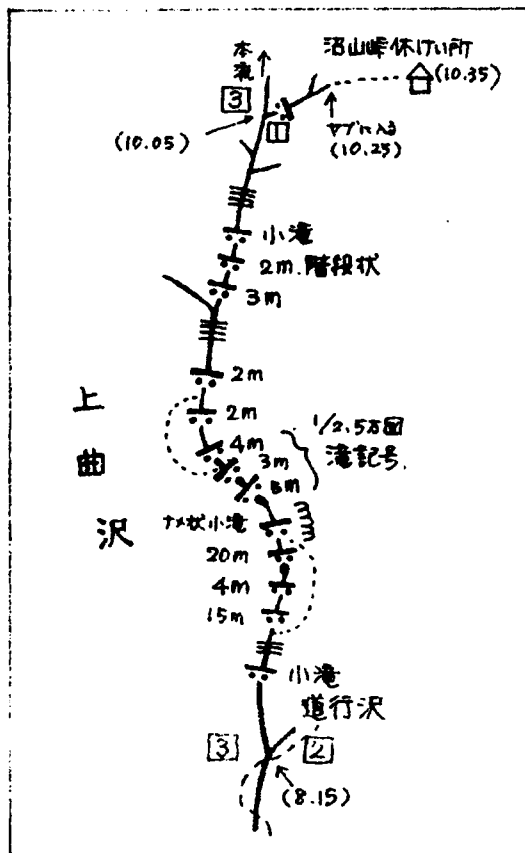 本流
沼山峠休けい所
(10.35)
3
1
ヤブに入る
(10.25)
(10.05)
小滝
2m.階段状
3m
2m
2m
4m
3m
8m
1/2.5万図
滝記号.
上曲沢
ナメ状小滝
20m
4m
15m
小滝
道行沢
3
2
(8.15)